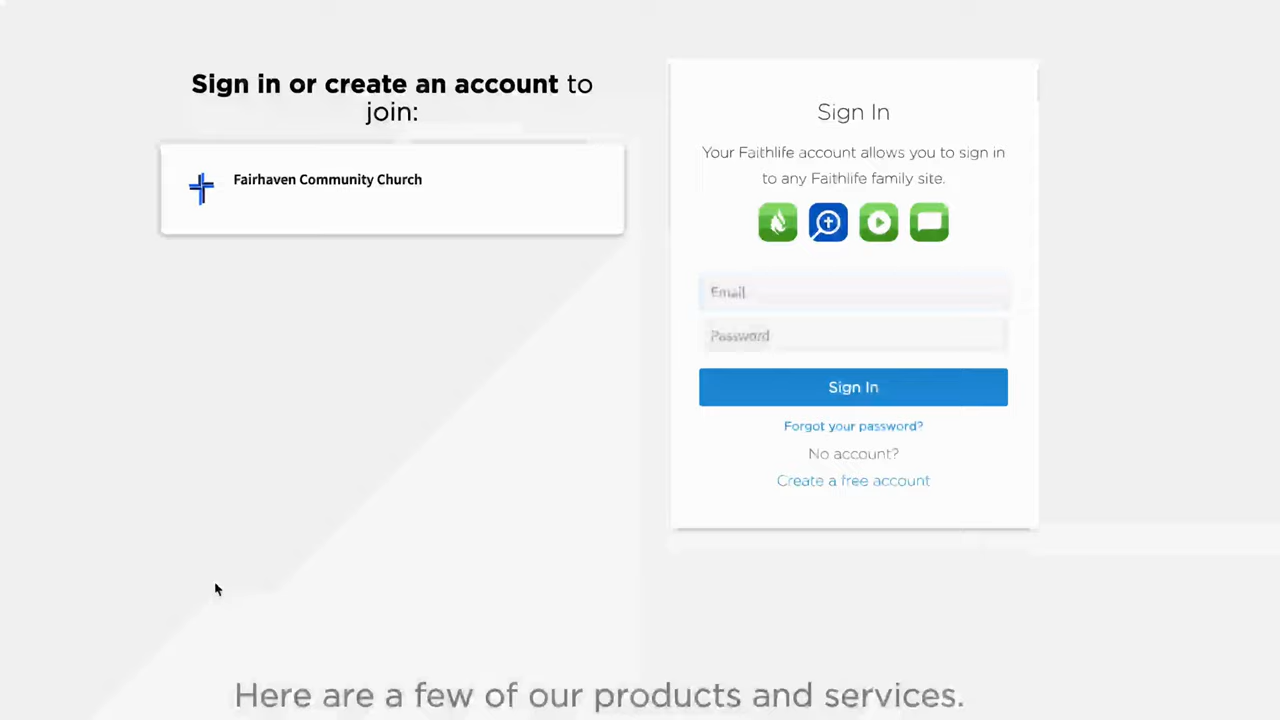 Sign in or create an account to
join:
Fairhaven Community Church
Sign In
Your Faithlife account allows you to sign in
to any Faithlife family site.
Email
Password
Sign In
Forgot your password?
No account?
Create a free account
Here are a few of our products and services.